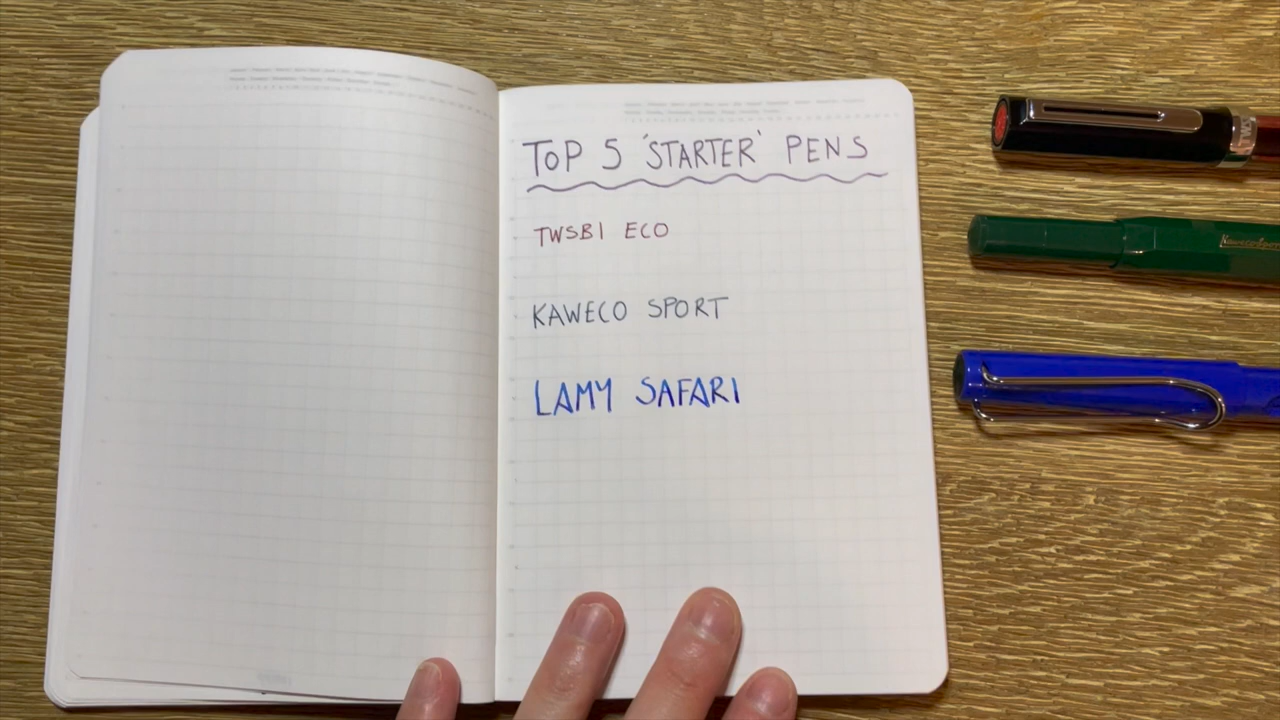 TOP 5 'STARTER' PENS
TWSBI ECO
KAWECO SPORT
LAMY SAFARI